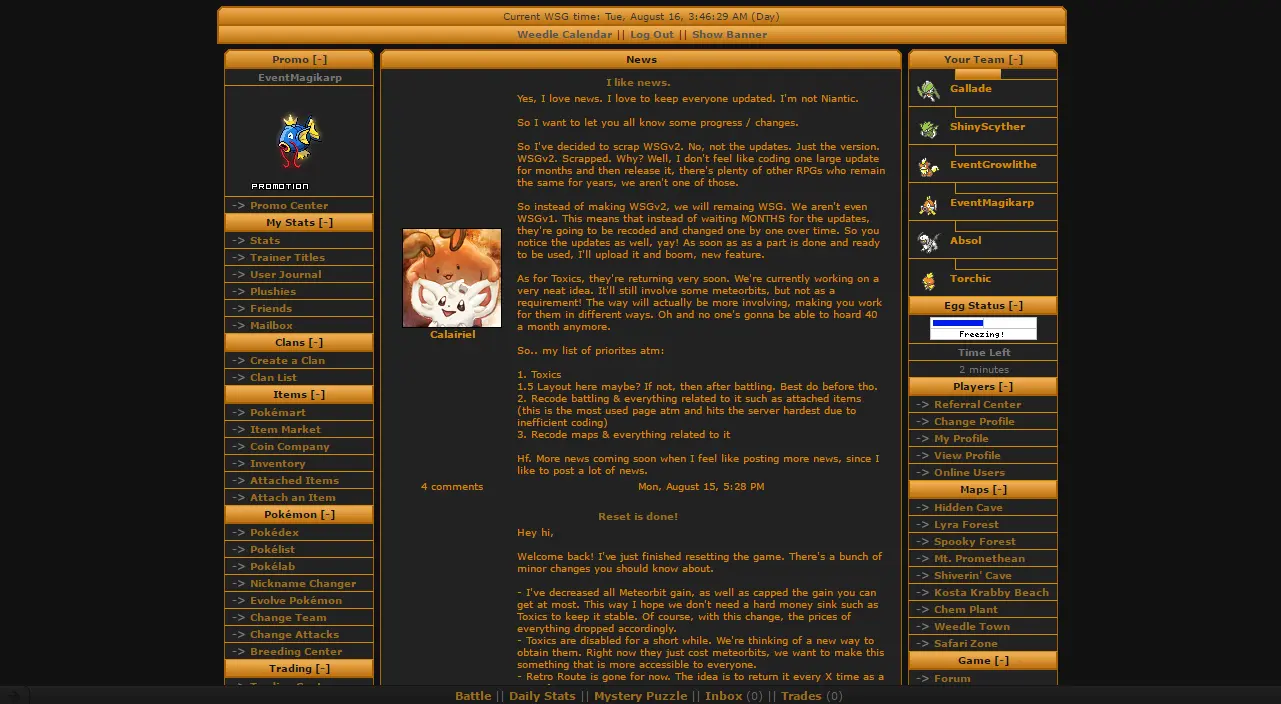 Current WSG time: Tue, August 16, 3:46:29 AM (Day)
Weedle Calendar || Log Out || Show Banner
Promo [-]
EventMagikarp
PROMOTION
-> Promo Center
My Stats [-]
-> Stats
-> Trainer Titles
-> User Journal
-> Plushies
-> Friends
-> Mailbox
Clans [-]
-> Create a Clan
-> Clan List
Items [-]
-> Pokémart
-> Item Market
-> Coin Company
-> Inventory
-> Attached Items
-> Attach an Item
Pokémon [-]
-> Pokédex
-> Pokélist
-> Pokélab
-> Nickname Changer
-> Evolve Pokémon
-> Change Team
-> Change Attacks
-> Breeding Center
Trading [-]
News
I like news.
Calairiel
Yes, I love news. I love to keep everyone updated. I'm not Niantic.
So I want to let you all know some progress / changes.
So I've decided to scrap WSGv2. No, not the updates. Just the version.
WSGv2. Scrapped. Why? Well, I don't feel like coding one large update
for months and then release it, there's plenty of other RPGs who remain
the same for years, we aren't one of those.
So instead of making WSGv2, we will remaing WSG. We aren't even
WSGv1. This means that instead of waiting MONTHS for the updates,
they're going to be recoded and changed one by one over time. So you
notice the updates as well, yay! As soon as as a part is done and ready
to be used, I'll upload it and boom, new feature.
As for Toxics, they're returning very soon. We're currently working on a
very neat idea. It'll still involve some meteorbits, but not as a
requirement! The way will actually be more involving, making you work
for them in different ways. Oh and no one's gonna be able to hoard 40
a month anymore.
So.. my list of priorites atm:
1. Toxics
1.5 Layout here maybe? If not, then after battling. Best do before tho.
2. Recode battling & everything related to it such as attached items
(this is the most used page atm and hits the server hardest due to
inefficient coding)
3. Recode maps & everything related to it
Hf. More news coming soon when I feel like posting more news, since I
like to post a lot of news.
4 comments
Mon, August 15, 5:28 PM
Reset is done!
Hey hi,
Welcome back! I've just finished resetting the game. There's a bunch of
minor changes you should know about.
- I've decreased all Meteorbit gain, as well as capped the gain you can
get at most. This way I hope we don't need a hard money sink such as
Toxics to keep it stable. Of course, with this change, the prices of
everything dropped accordingly.
- Toxics are disabled for a short while. We're thinking of a new way to
obtain them. Right now they just cost meteorbits, we want to make this
something that is more accessible to everyone.
- Retro Route is gone for now. The idea is to return it every X time as a
Your Team [-]
Gallade
ShinyScyther
EventGrowlithe
EventMagikarp
Absol
Torchic
Egg Status [-]
Freezing!
Time Left
2 minutes
Players [-]
-> Referral Center
-> Change Profile
-> My Profile
-> View Profile
-> Online Users
Maps [-]
-> Hidden Cave
-> Lyra Forest
-> Spooky Forest
-> Mt. Promethean
-> Shiverin' Cave
-> Kosta Krabby Beach
-> Chem Plant
-> Weedle Town
-> Safari Zone
Game [-]
-> Forum
Battle || Daily Stats || Mystery Puzzle || Inbox (0) || Trades (0)